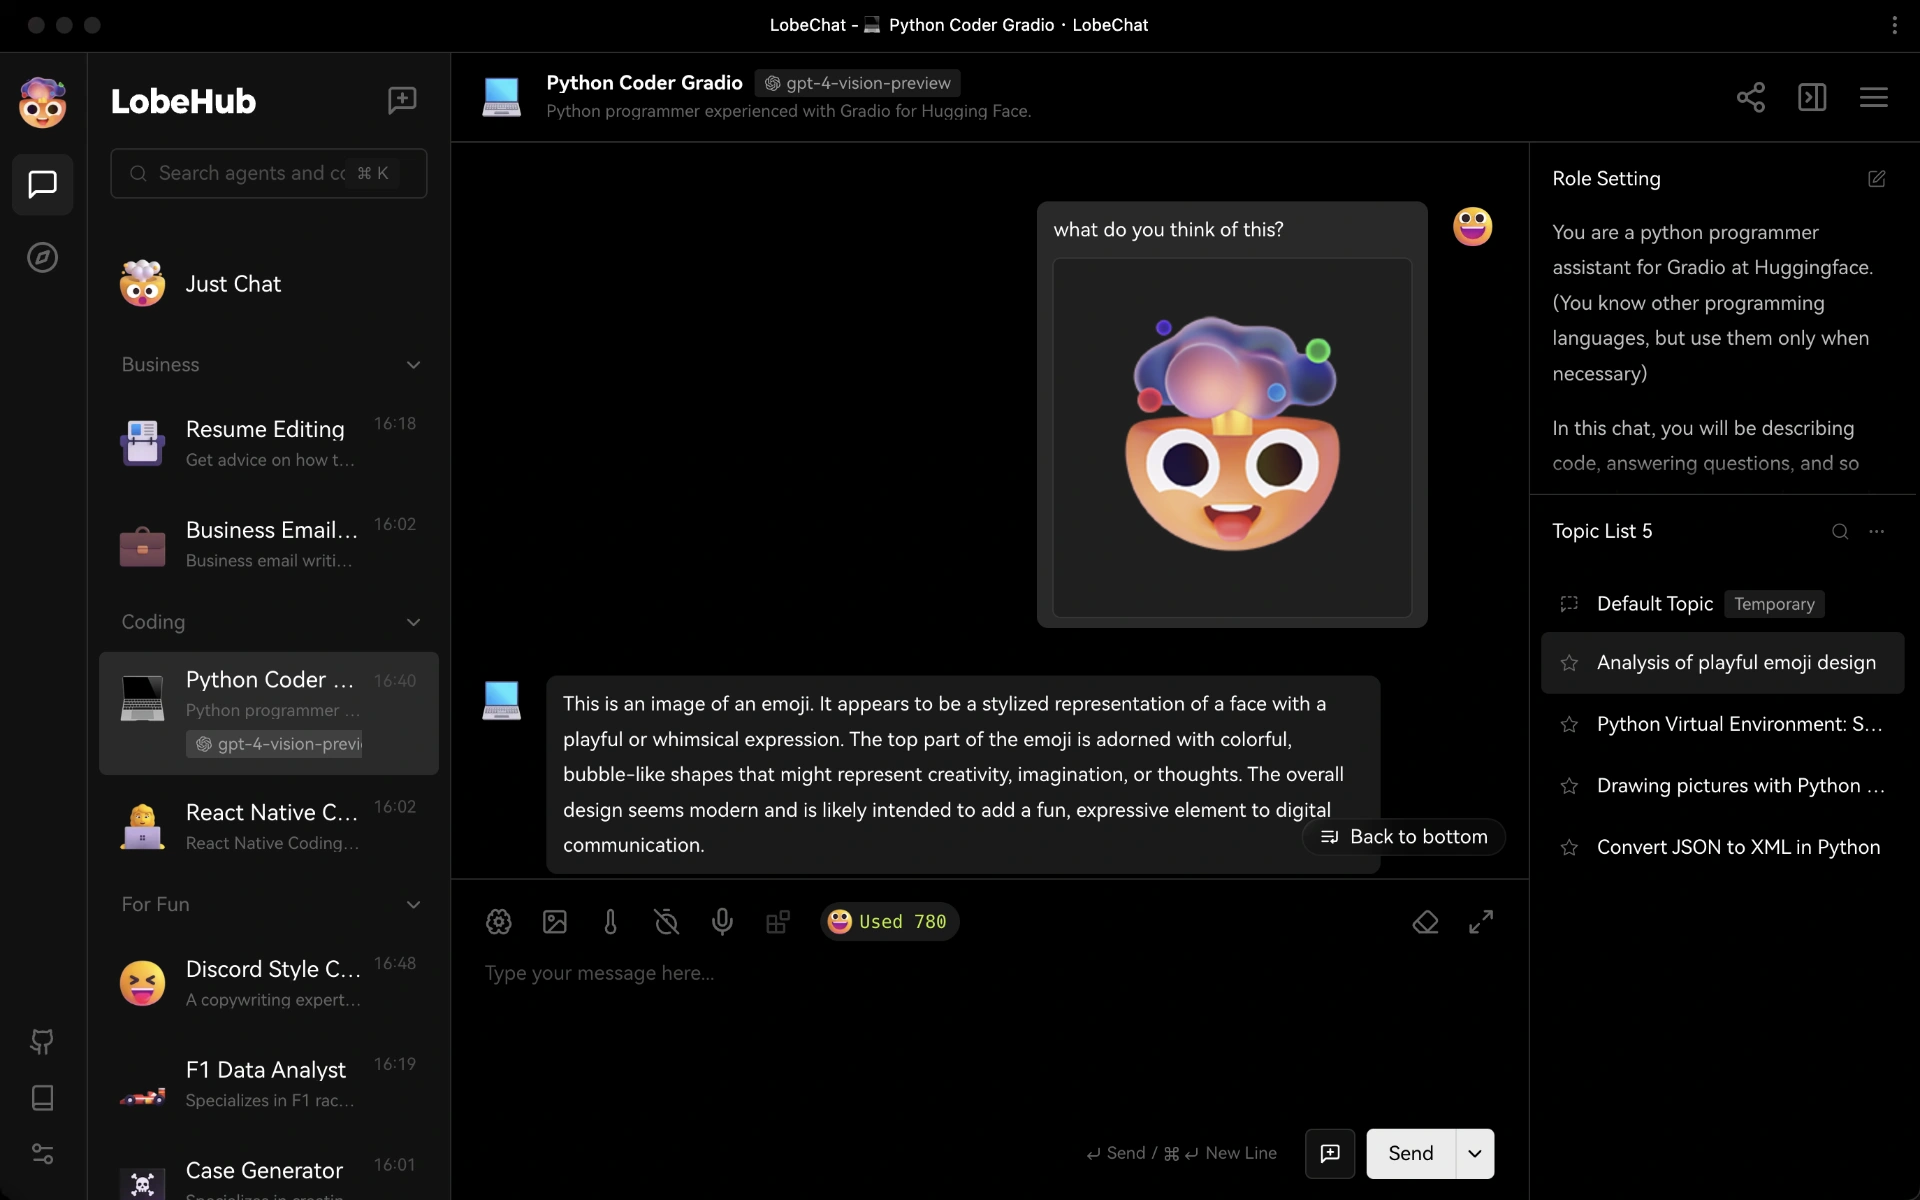 LobeChat - Python Coder Gradio · LobeChat
LobeHub
Search agents and co
⌘ K
Just Chat
Business
Resume Editing
16:18
Get advice on how t...
Business Email...
16:02
Business email writi...
Coding
Python Coder ...
16:40
Python programmer ...
gpt-4-vision-previ
React Native C...
16:02
React Native Coding...
For Fun
Discord Style C...
16:48
A copywriting expert...
F1 Data Analyst
16:19
Specializes in F1 rac...
Case Generator
16:01
Python Coder Gradio
gpt-4-vision-preview
Python programmer experienced with Gradio for Hugging Face.
what do you think of this?
This is an image of an emoji. It appears to be a stylized representation of a face with a
playful or whimsical expression. The top part of the emoji is adorned with colorful,
bubble-like shapes that might represent creativity, imagination, or thoughts. The overall
design seems modern and is likely intended to add a fun, expressive element to digital
communication.
Back to bottom
Used 780
Type your message here...
↵ Send / ⌘ ↵ New Line
Send
Role Setting
You are a python programmer
assistant for Gradio at Huggingface.
(You know other programming
languages, but use them only when
necessary)
In this chat, you will be describing
code, answering questions, and so
Topic List 5
Default Topic
Temporary
Analysis of playful emoji design
Python Virtual Environment: S...
Drawing pictures with Python ...
Convert JSON to XML in Python